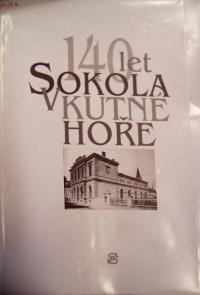 140 let
SOKOLA
V KUTNÉ
HOŘE